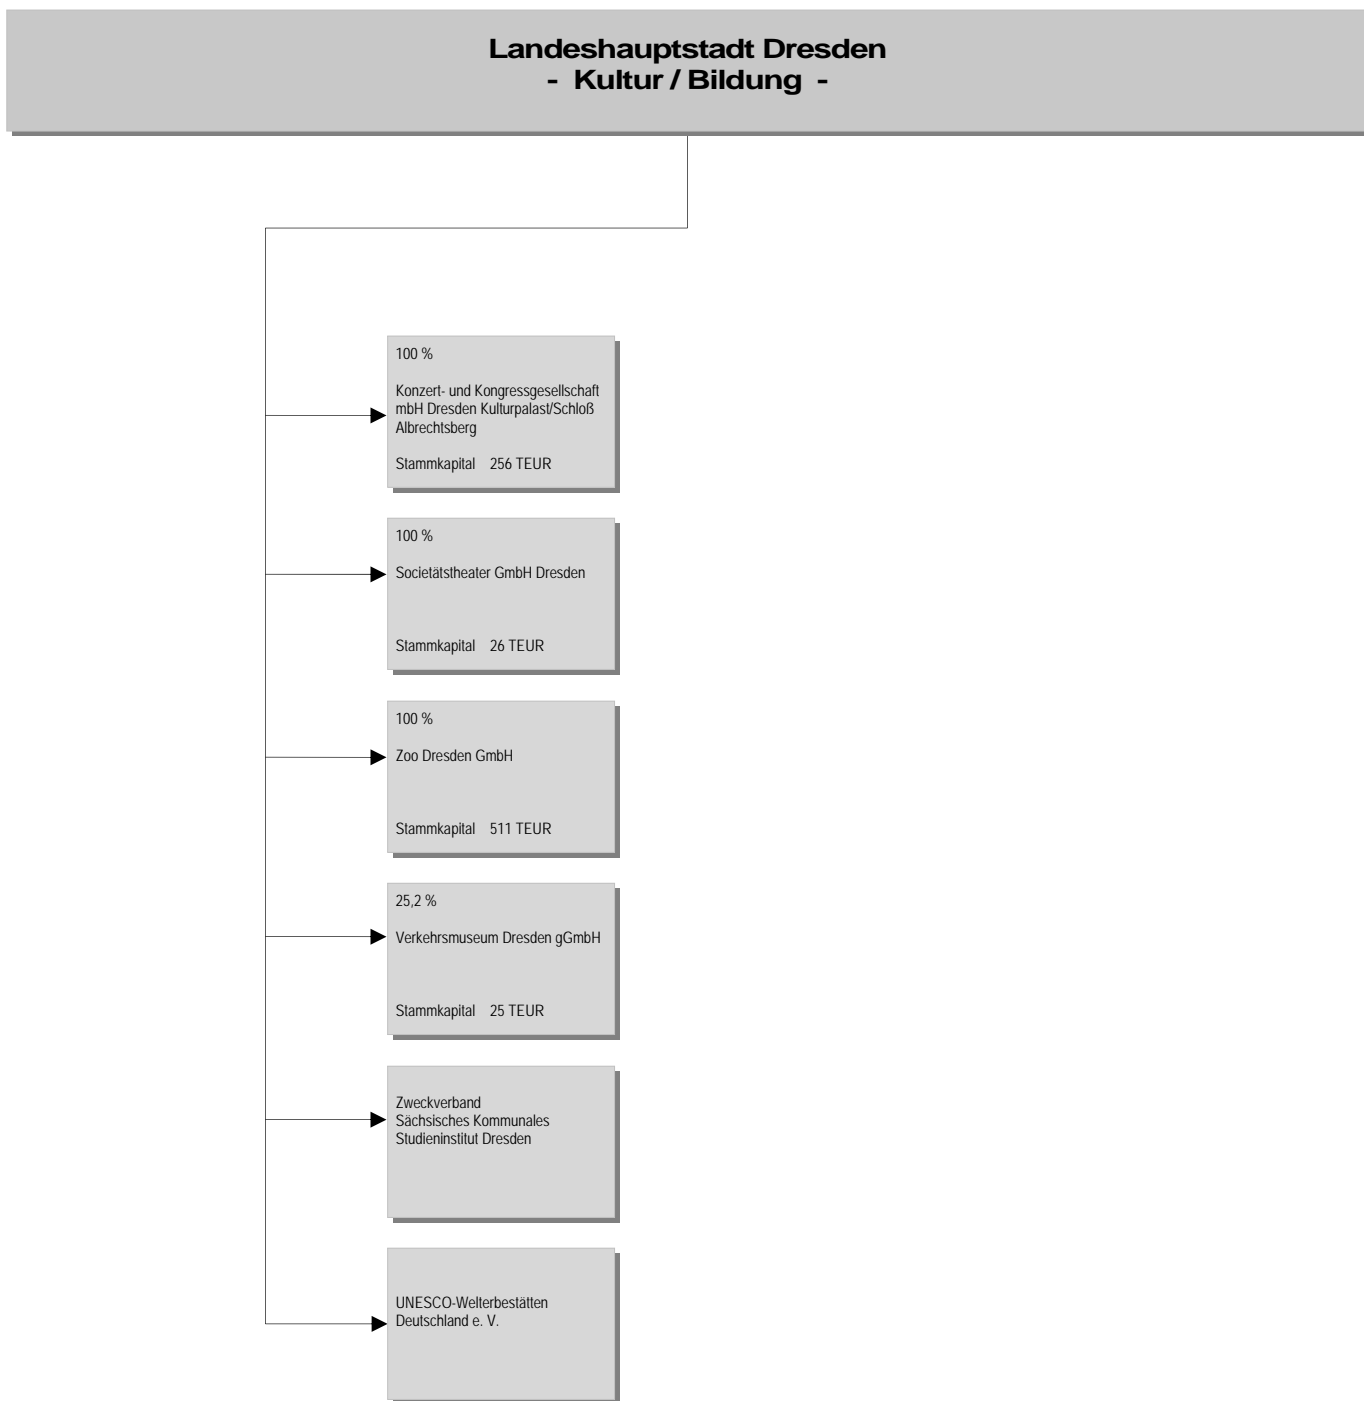 Landeshauptstadt Dresden
- Kultur / Bildung -
100 %
Konzert- und Kongressgesellschaft
mbH Dresden Kulturpalast/Schloß
Albrechtsberg
Stammkapital 256 TEUR
100 %
Societätstheater GmbH Dresden
Stammkapital 26 TEUR
100 %
Zoo Dresden GmbH
Stammkapital 511 TEUR
25,2 %
Verkehrsmuseum Dresden gGmbH
Stammkapital 25 TEUR
Zweckverband
Sächsisches Kommunales
Studieninstitut Dresden
UNESCO-Welterbestätten
Deutschland e. V.